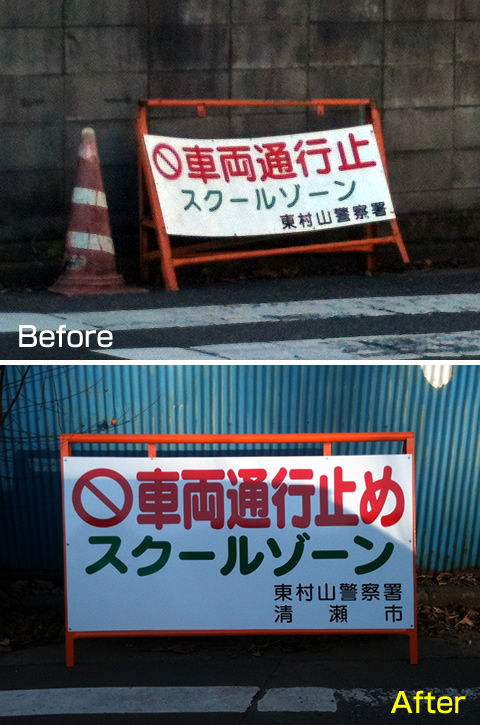 🚫車両通行止
スクールゾーン
東村山警察署
Before
🚫車両通行止め
スクールゾーン
東村山警察署
清瀬市
After